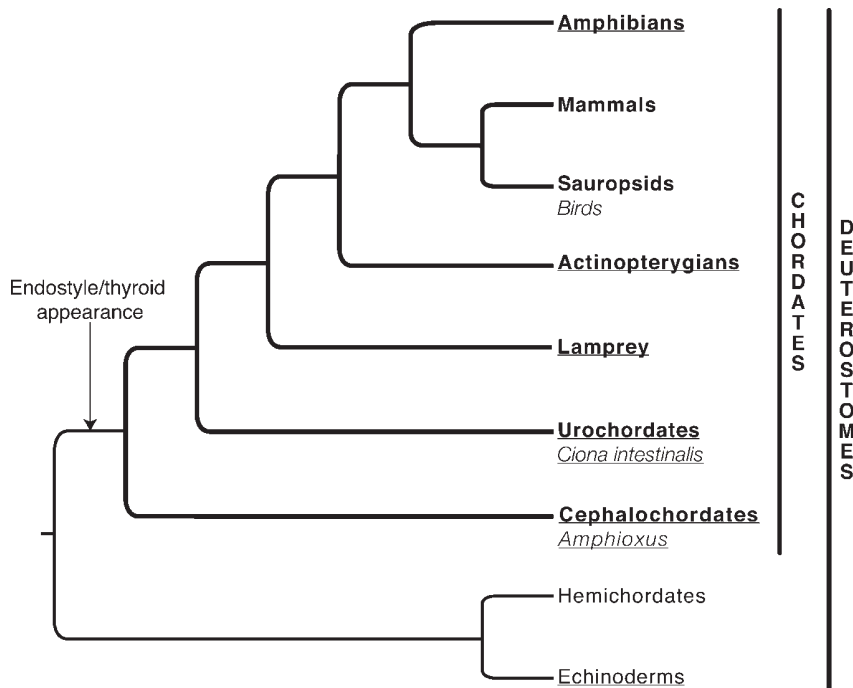 Amphibians
Mammals
Sauropsids
Birds
Actinopterygians
Endostyle/thyroid
appearance
Lamprey
Urochordates
Ciona intestinalis
Cephalochordates
Amphioxus
Hemichordates
Echinoderms
CHORDATES
DEUTEROSTOMES